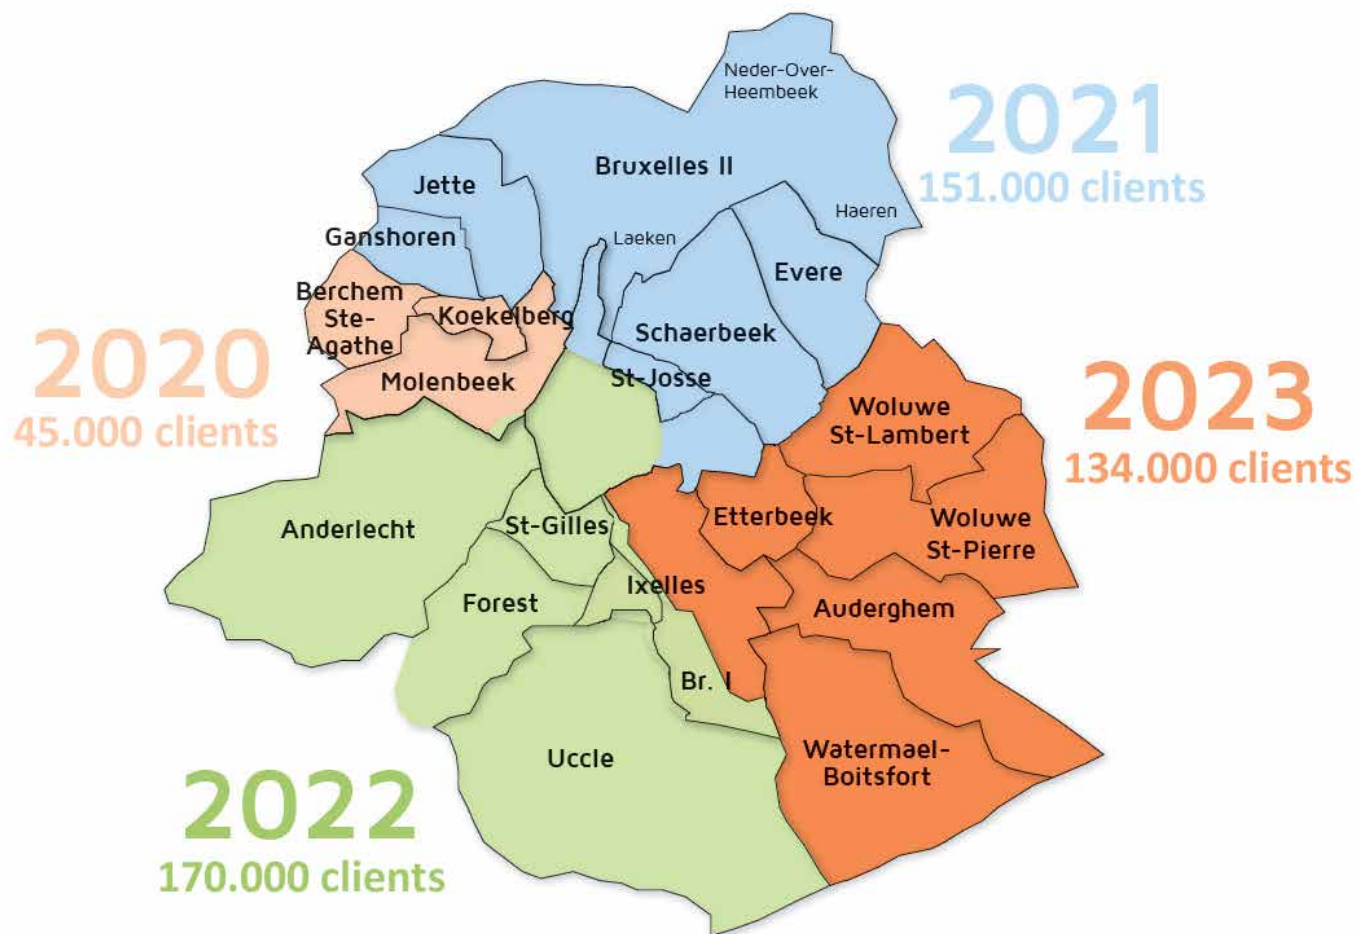 Neder-Over-
Heembeek
2021
151.000 clients
Bruxelles II
Jette
Haeren
Ganshoren
Laeken
Evere
Berchem
Ste-
Agathe
Koekelberg
Schaerbeek
2020
45.000 clients
Molenbeek
St-Josse
2023
134.000 clients
Woluwe
St-Lambert
Anderlecht
St-Gilles
Etterbeek
Woluwe
St-Pierre
Ixelles
Forest
Auderghem
Br. I
Uccle
Watermael-
Boitsfort
2022
170.000 clients